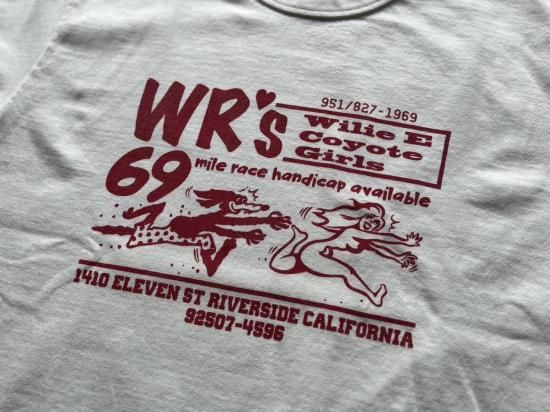 951/827-1969
WR's
Wilie E
Coyote
Girls
69 mile race handicap available
1410 ELEVEN ST RIVERSIDE CALIFORNIA
92507-4596